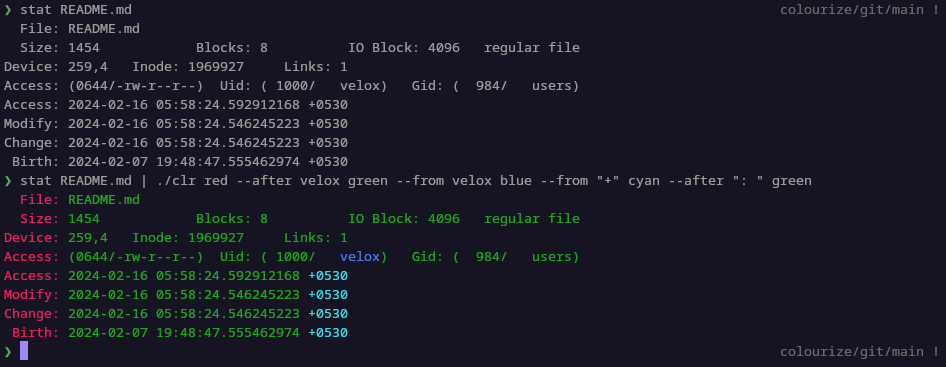 ❯ stat README.md colourize/git/main !
  File: README.md
  Size: 1454            Blocks: 8          IO Block: 4096   regular file
Device: 259,4   Inode: 1969927     Links: 1
Access: (0644/-rw-r--r--)  Uid: ( 1000/   velox)   Gid: (  984/   users)
Access: 2024-02-16 05:58:24.592912168 +0530
Modify: 2024-02-16 05:58:24.546245223 +0530
Change: 2024-02-16 05:58:24.546245223 +0530
 Birth: 2024-02-07 19:48:47.555462974 +0530
❯ stat README.md | ./clr red --after velox green --from velox blue --from "+" cyan --after ": " green
  File: README.md
  Size: 1454            Blocks: 8          IO Block: 4096   regular file
Device: 259,4   Inode: 1969927     Links: 1
Access: (0644/-rw-r--r--)  Uid: ( 1000/   velox)   Gid: (  984/   users)
Access: 2024-02-16 05:58:24.592912168 +0530
Modify: 2024-02-16 05:58:24.546245223 +0530
Change: 2024-02-16 05:58:24.546245223 +0530
 Birth: 2024-02-07 19:48:47.555462974 +0530
❯ colourize/git/main !